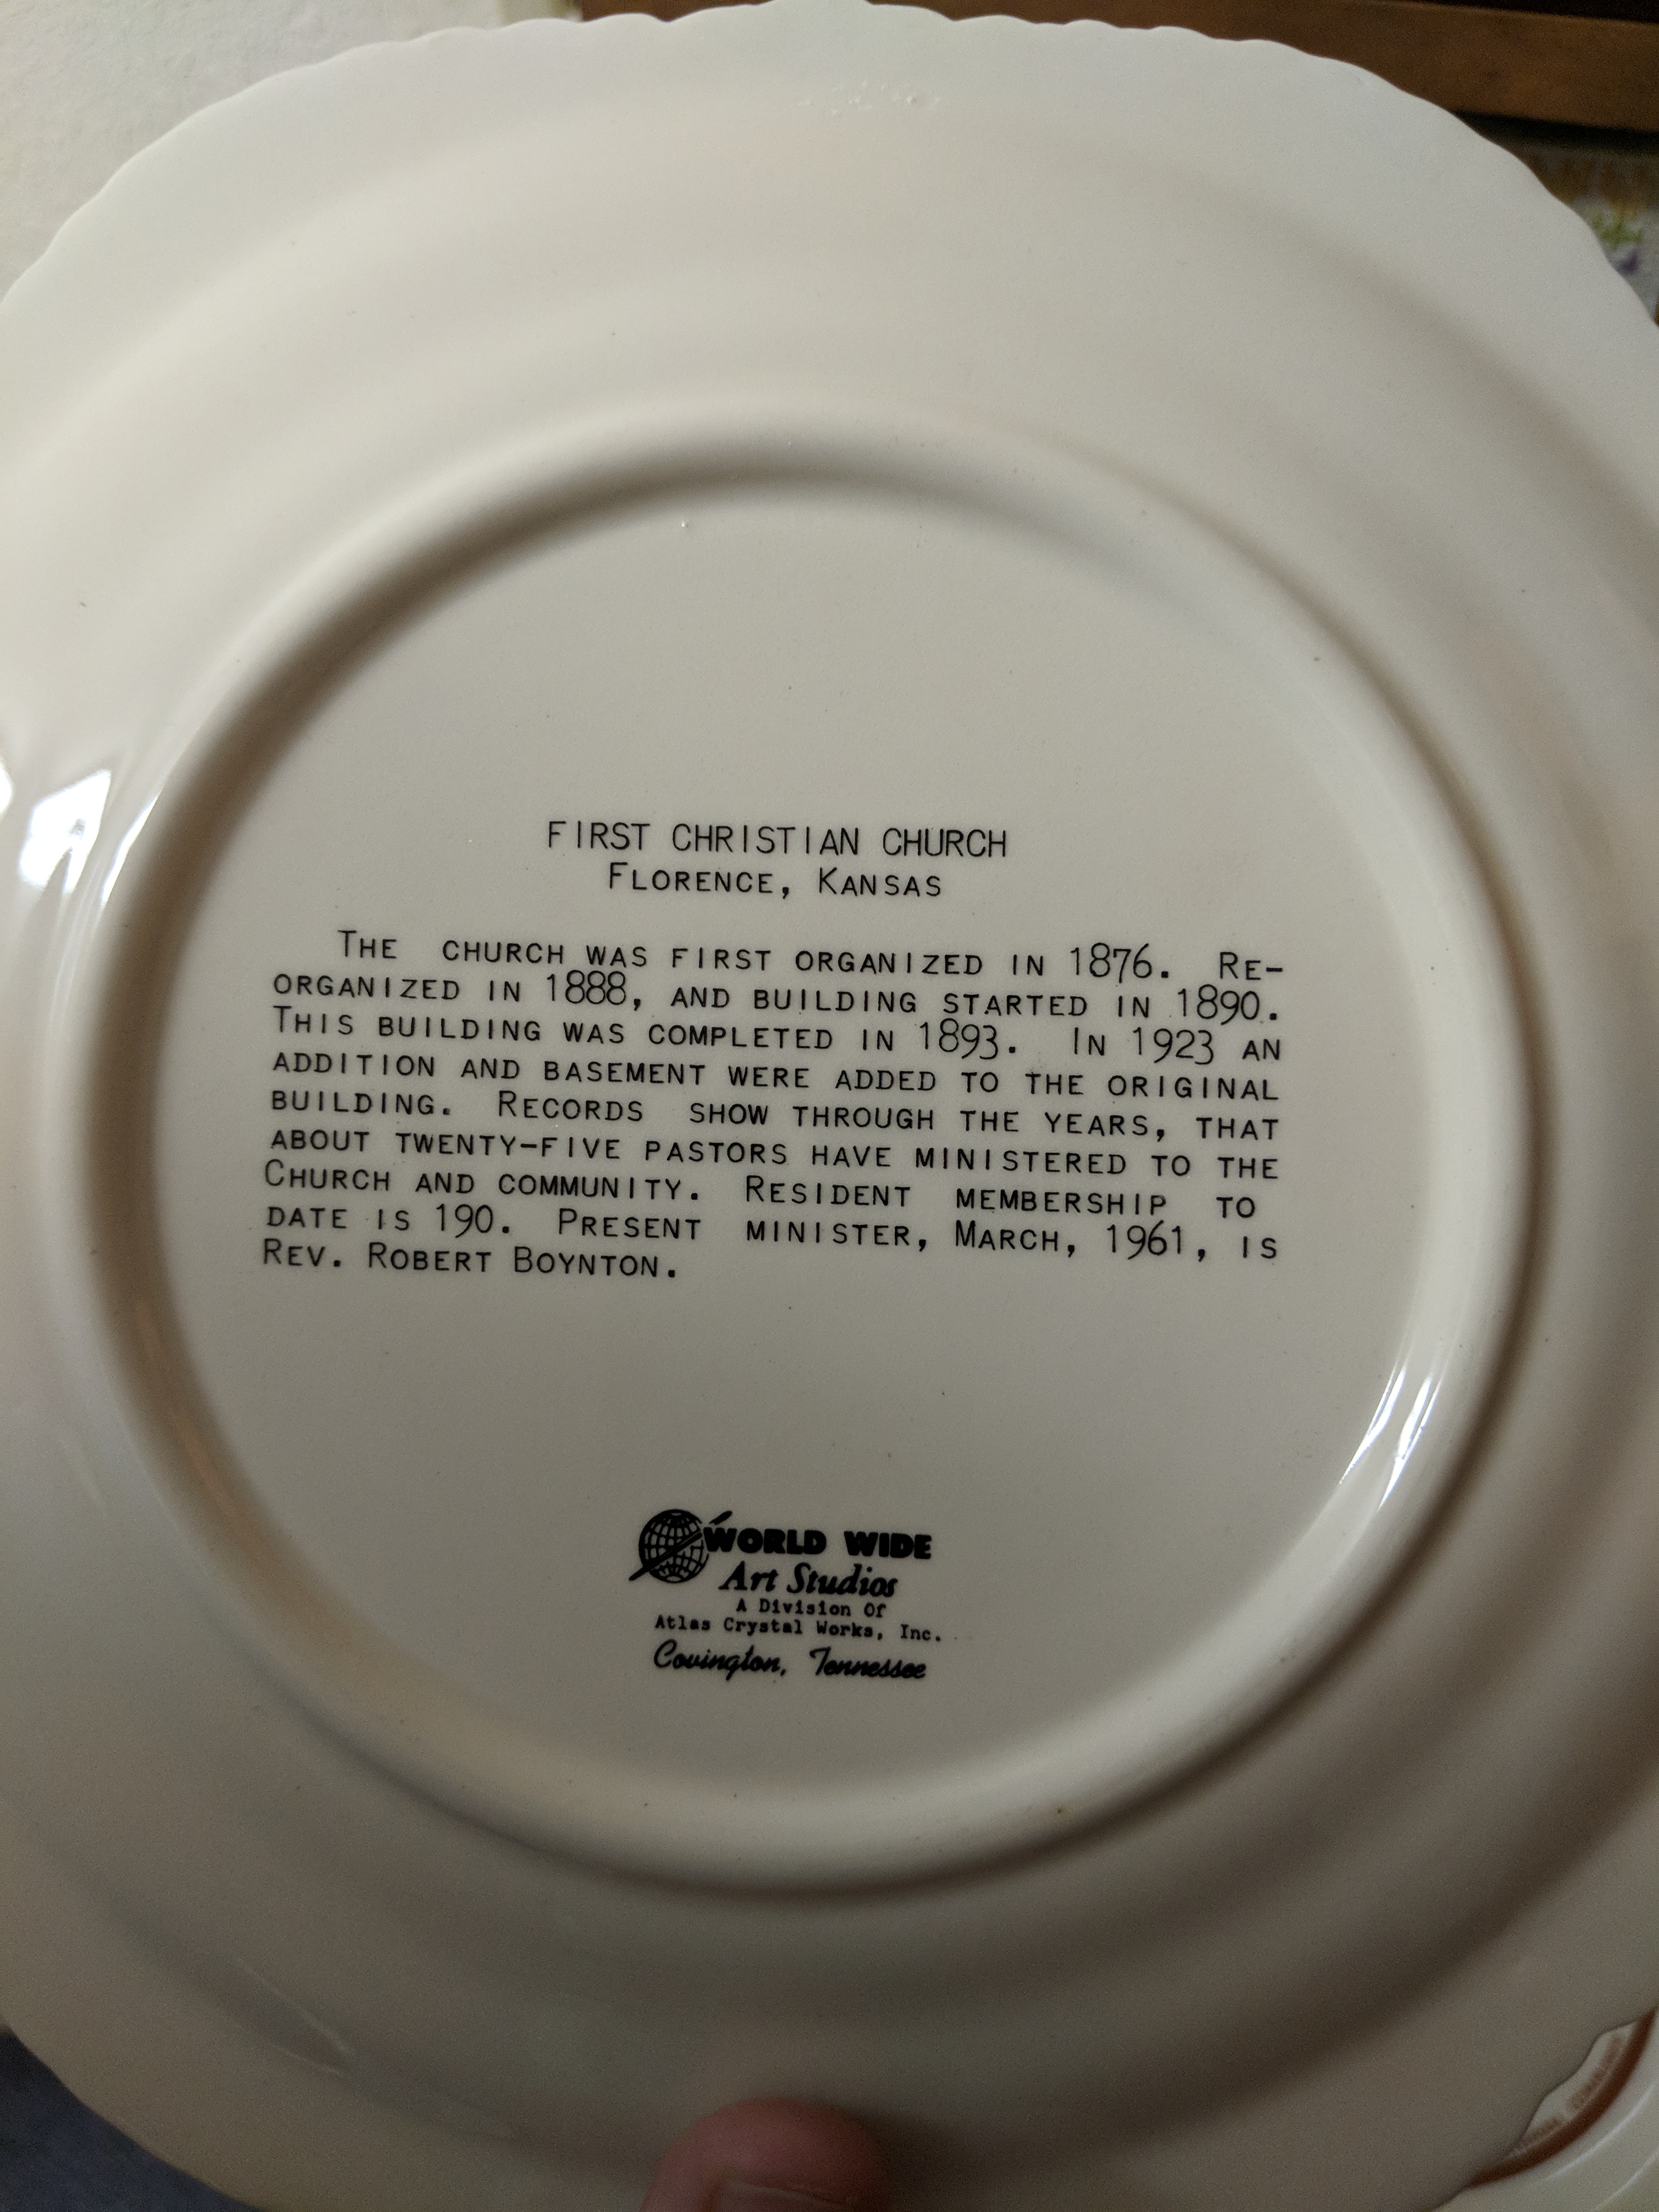 FIRST CHRISTIAN CHURCH
FLORENCE, KANSAS
THE CHURCH WAS FIRST ORGANIZED IN 1876. RE-
ORGANIZED IN 1888, AND BUILDING STARTED IN 1890.
THIS BUILDING WAS COMPLETED IN 1893. IN 1923 AN
ADDITION AND BASEMENT WERE ADDED TO THE ORIGINAL
BUILDING. RECORDS SHOW THROUGH THE YEARS, THAT
ABOUT TWENTY-FIVE PASTORS HAVE MINISTERED TO THE
CHURCH AND COMMUNITY. RESIDENT MEMBERSHIP TO
DATE IS 190. PRESENT MINISTER, MARCH, 1961, IS
REV. ROBERT BOYNTON.
WORLD WIDE
Art Studios
A Division Of
Atlas Crystal Works, Inc.
Covington, Tennessee